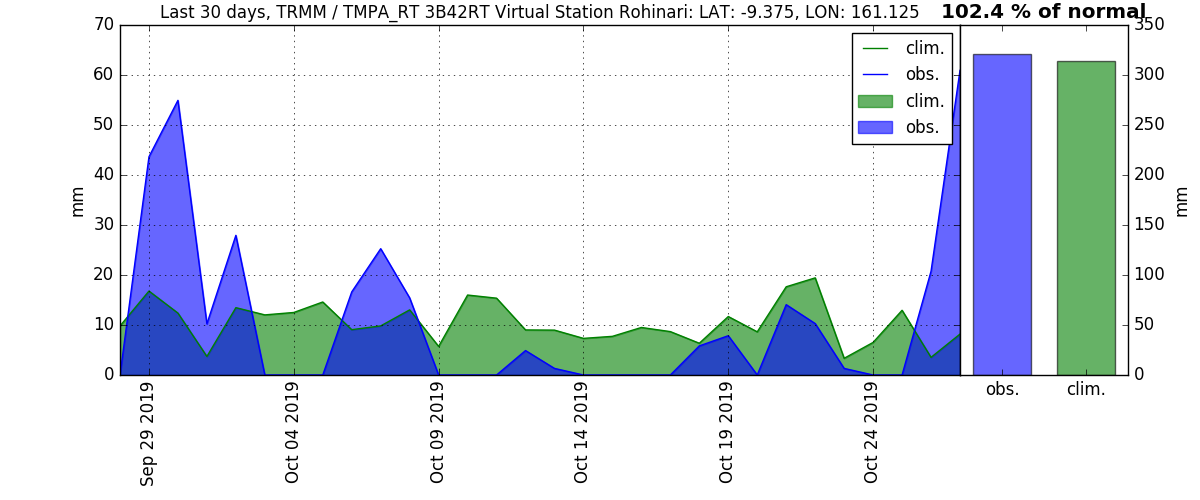 Last 30 days, TRMM / TMPA_RT 3B42RT Virtual Station Rohinari: LAT: -9.375, LON: 161.125
102.4 % of normal
70
60
50
40
30
20
10
0
mm
clim.
obs.
clim.
obs.
350
300
250
200
150
100
50
0
mm
Sep 29 2019
Oct 04 2019
Oct 09 2019
Oct 14 2019
Oct 19 2019
Oct 24 2019
obs.
clim.